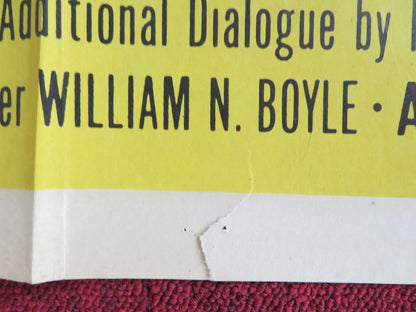 Additional Dialogue by
er WILLIAM N. BOYLE · A